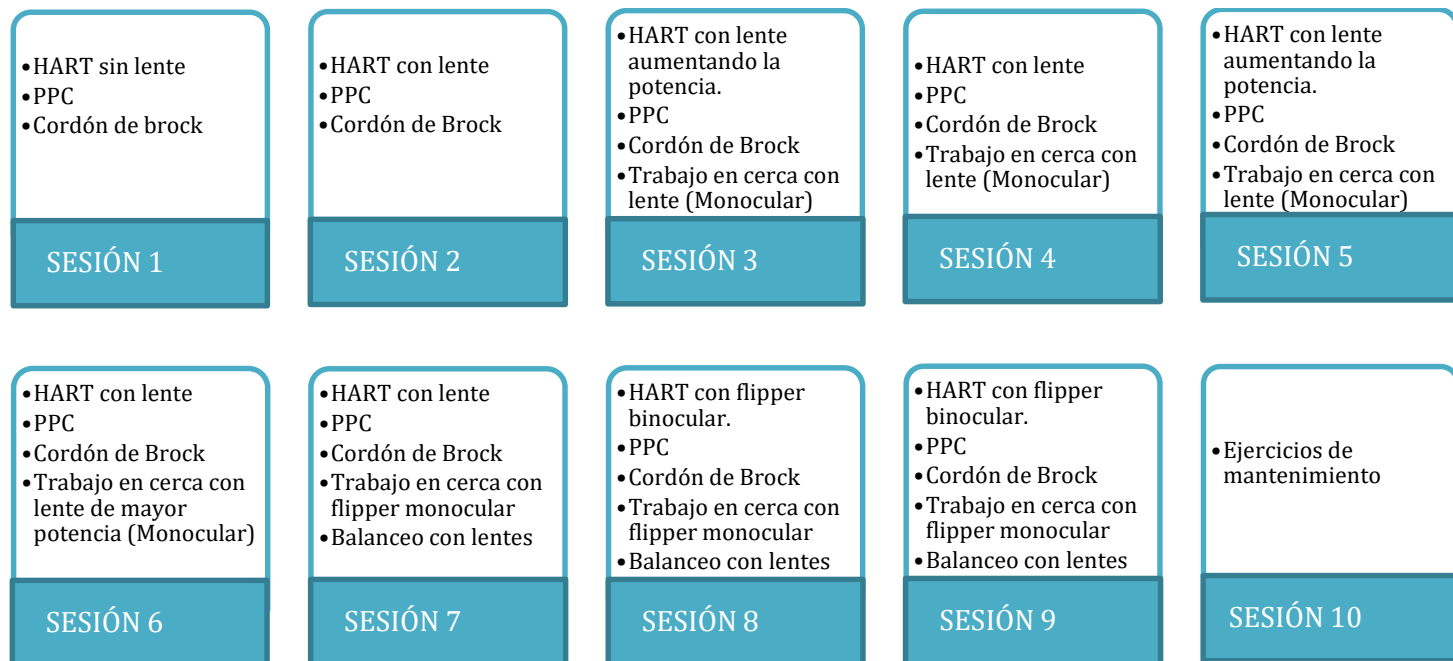 •HART sin lente
•PPC
•Cordón de brock
SESIÓN 1
•HART con lente
•PPC
•Cordón de Brock
SESIÓN 2
•HART con lente
aumentando la
potencia.
•PPC
•Cordón de Brock
•Trabajo en cerca con
lente (Monocular)
SESIÓN 3
•HART con lente
•PPC
•Cordón de Brock
•Trabajo en cerca con
lente (Monocular)
SESIÓN 4
•HART con lente
aumentando la
potencia.
•PPC
•Cordón de Brock
•Trabajo en cerca con
lente (Monocular)
SESIÓN 5
•HART con lente
•PPC
•Cordón de Brock
•Trabajo en cerca con
lente de mayor
potencia (Monocular)
SESIÓN 6
•HART con lente
•PPC
•Cordón de Brock
•Trabajo en cerca con
flipper monocular
•Balanceo con lentes
SESIÓN 7
•HART con flipper
binocular.
•PPC
•Cordón de Brock
•Trabajo en cerca con
flipper monocular
•Balanceo con lentes
SESIÓN 8
•HART con flipper
binocular.
•PPC
•Cordón de Brock
•Trabajo en cerca con
flipper monocular
•Balanceo con lentes
SESIÓN 9
•Ejercicios de
mantenimiento
SESIÓN 10